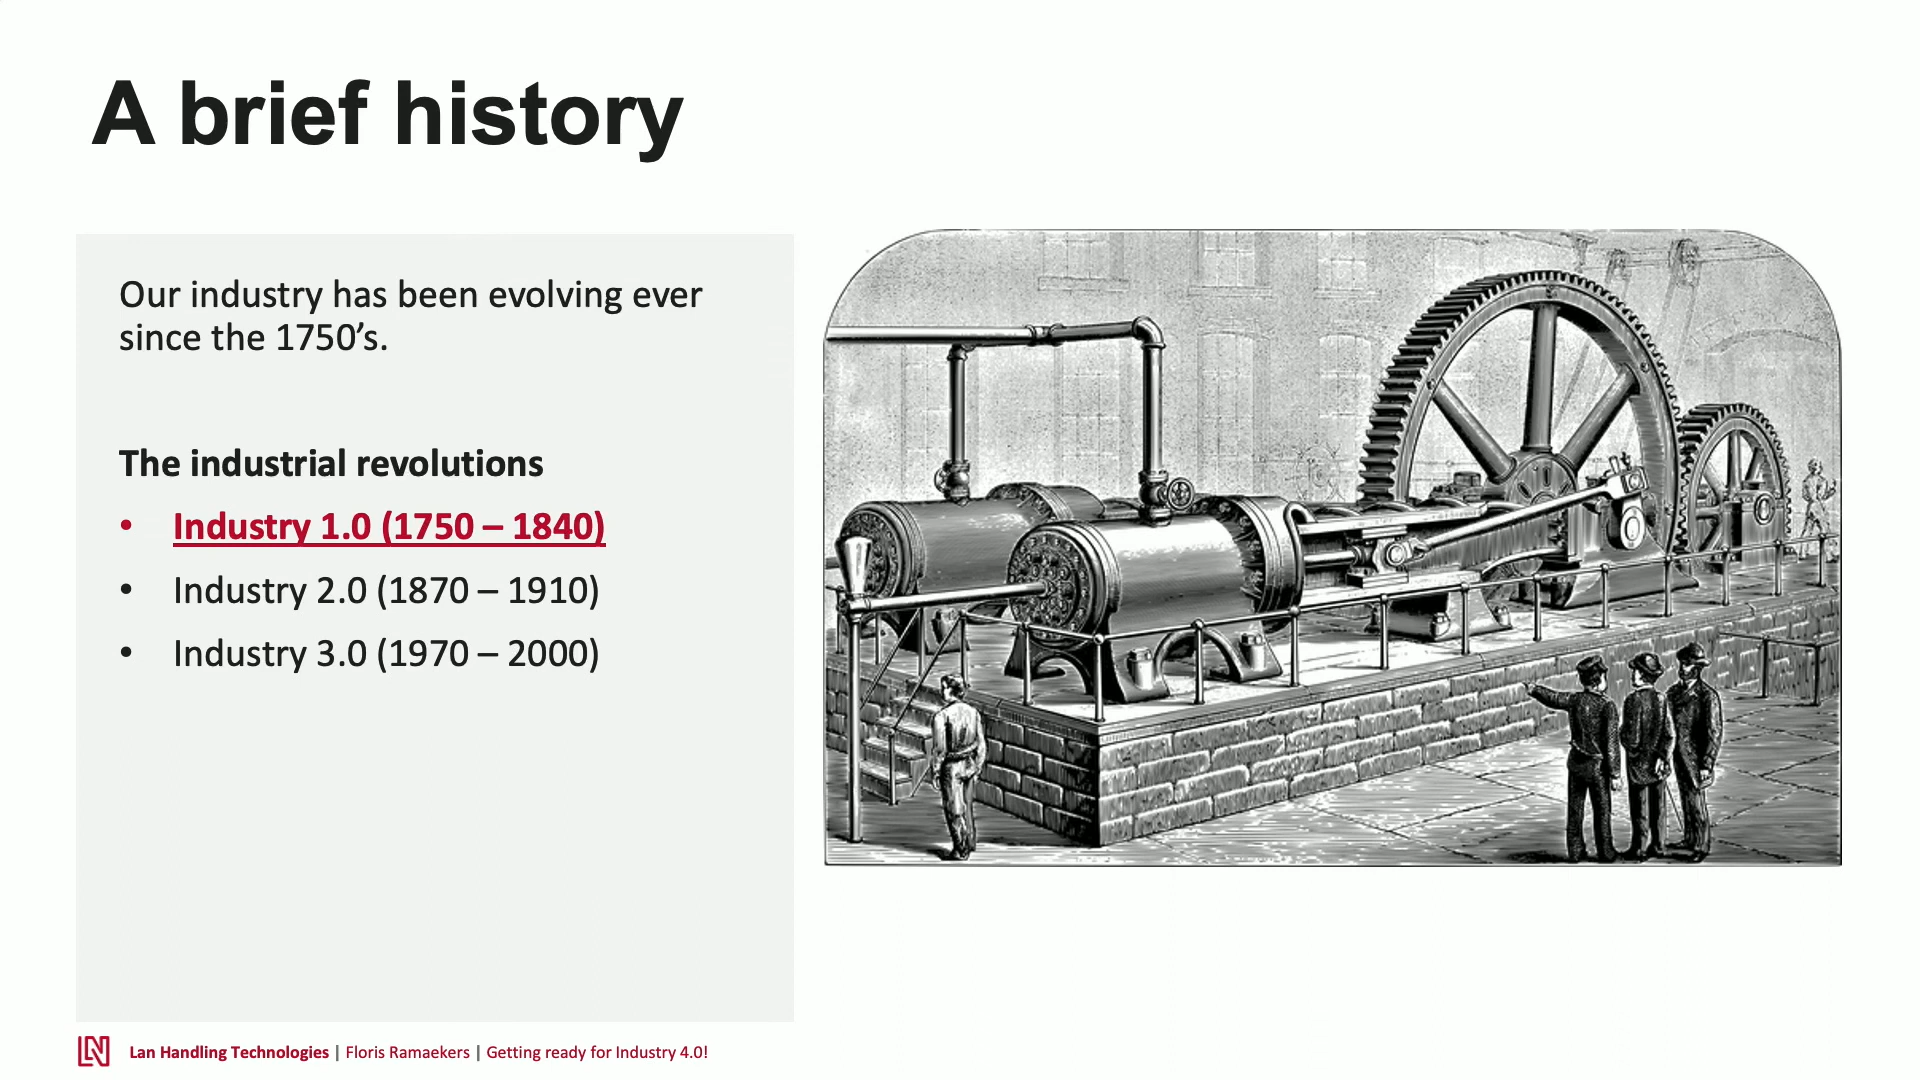 A brief history
Our industry has been evolving ever
since the 1750’s.
The industrial revolutions
• Industry 1.0 (1750 – 1840)
• Industry 2.0 (1870 – 1910)
• Industry 3.0 (1970 – 2000)
LN Lan Handling Technologies | Floris Ramaekers | Getting ready for Industry 4.0!